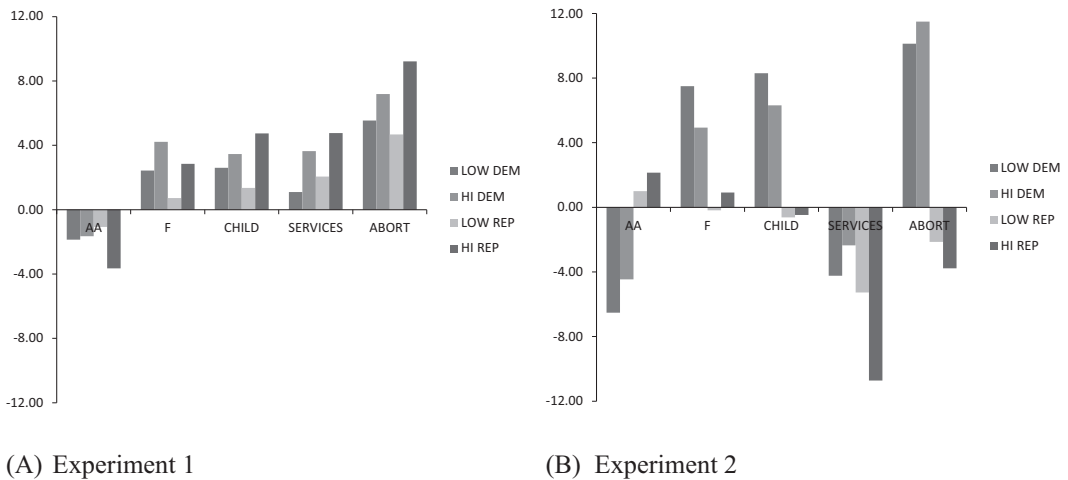 12.00
8.00
4.00
0.00
-4.00
-8.00
-12.00
AA
F
CHILD
SERVICES
ABORT
LOW DEM
HI DEM
LOW REP
HI REP
(A) Experiment 1
12.00
8.00
4.00
0.00
-4.00
-8.00
-12.00
AA
F
CHILD
SERVICES
ABORT
LOW DEM
HI DEM
LOW REP
HI REP
(B) Experiment 2